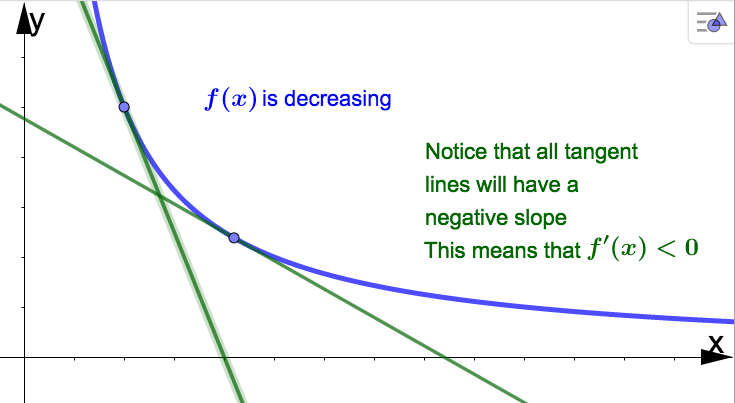 y
f(x) is decreasing
Notice that all tangent
lines will have a
negative slope
This means that f′(x) < 0
x